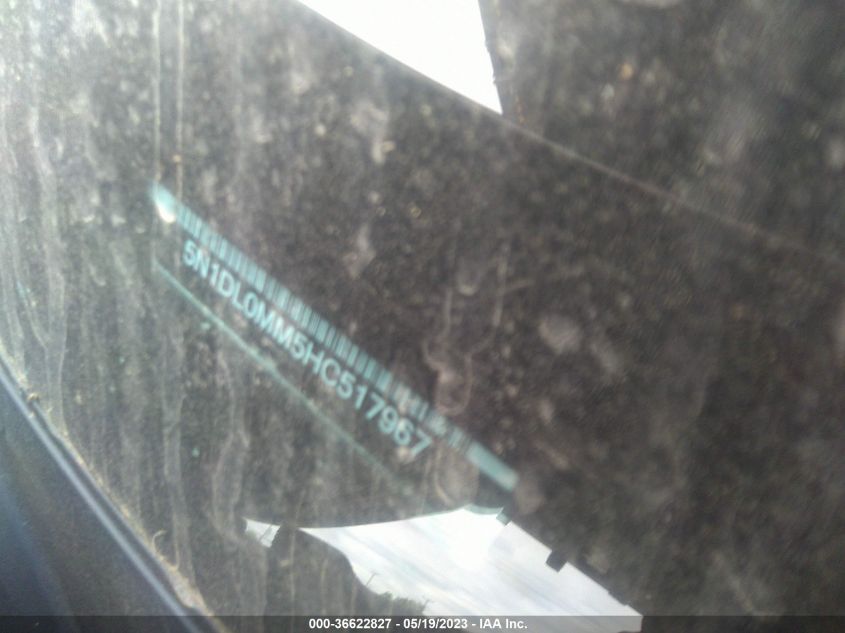 5N1DL0MM5HC517967
000-36622827 - 05/19/2023 - IAA Inc.